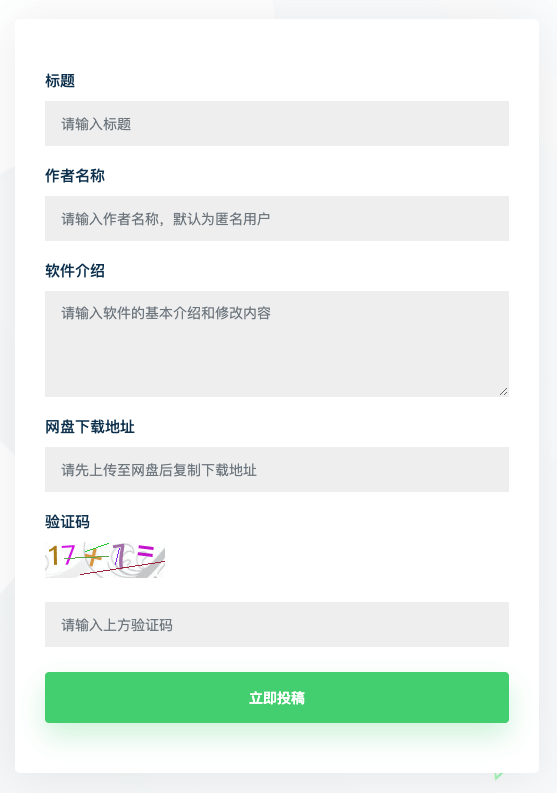 标题
请输入标题
作者名称
请输入作者名称，默认为匿名用户
软件介绍
请输入软件的基本介绍和修改内容
网盘下载地址
请先上传至网盘后复制下载地址
验证码
17 + 7 =
请输入上方验证码
立即投稿